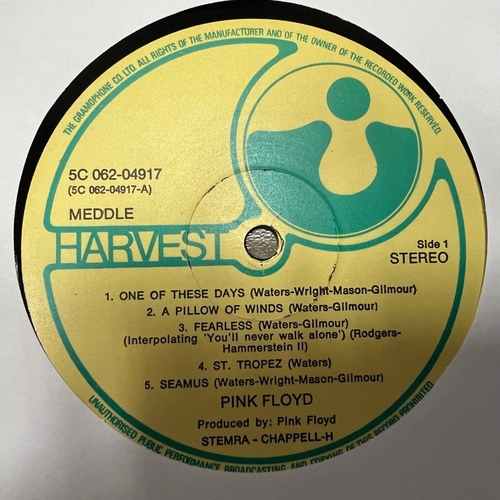 THE GRAMOPHONE CO. LTD. ALL RIGHTS OF THE MANUFACTURER AND OF THE OWNER OF THE RECORDED WORK RESERVED.
5C 062-04917
(5C 062-04917-A)
MEDDLE
HARVEST
Side 1
STEREO
1. ONE OF THESE DAYS (Waters-Wright-Mason-Gilmour)
2. A PILLOW OF WINDS (Waters-Gilmour)
3. FEARLESS (Waters-Gilmour)
(Interpolating 'You'll never walk alone') (Rodgers-
Hammerstein II)
4. ST. TROPEZ (Waters)
5. SEAMUS (Waters-Wright-Mason-Gilmour)
PINK FLOYD
Produced by: Pink Floyd
STEMRA - CHAPPELL-H
UNAUTHORISED PUBLIC PERFORMANCE BROADCASTING AND COPYING OF THIS RECORD PROHIBITED